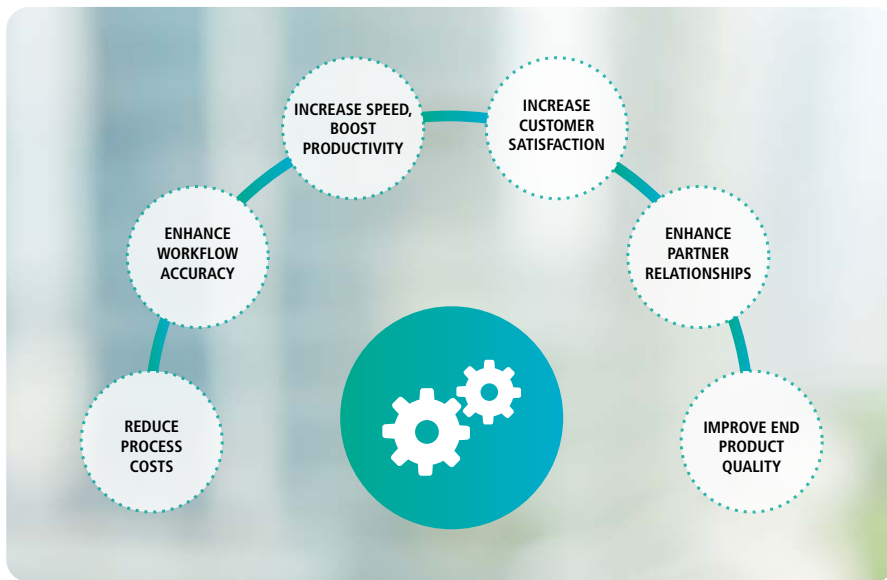 REDUCE
PROCESS
COSTS
ENHANCE
WORKFLOW
ACCURACY
INCREASE SPEED,
BOOST
PRODUCTIVITY
INCREASE
CUSTOMER
SATISFACTION
ENHANCE
PARTNER
RELATIONSHIPS
IMPROVE END
PRODUCT
QUALITY